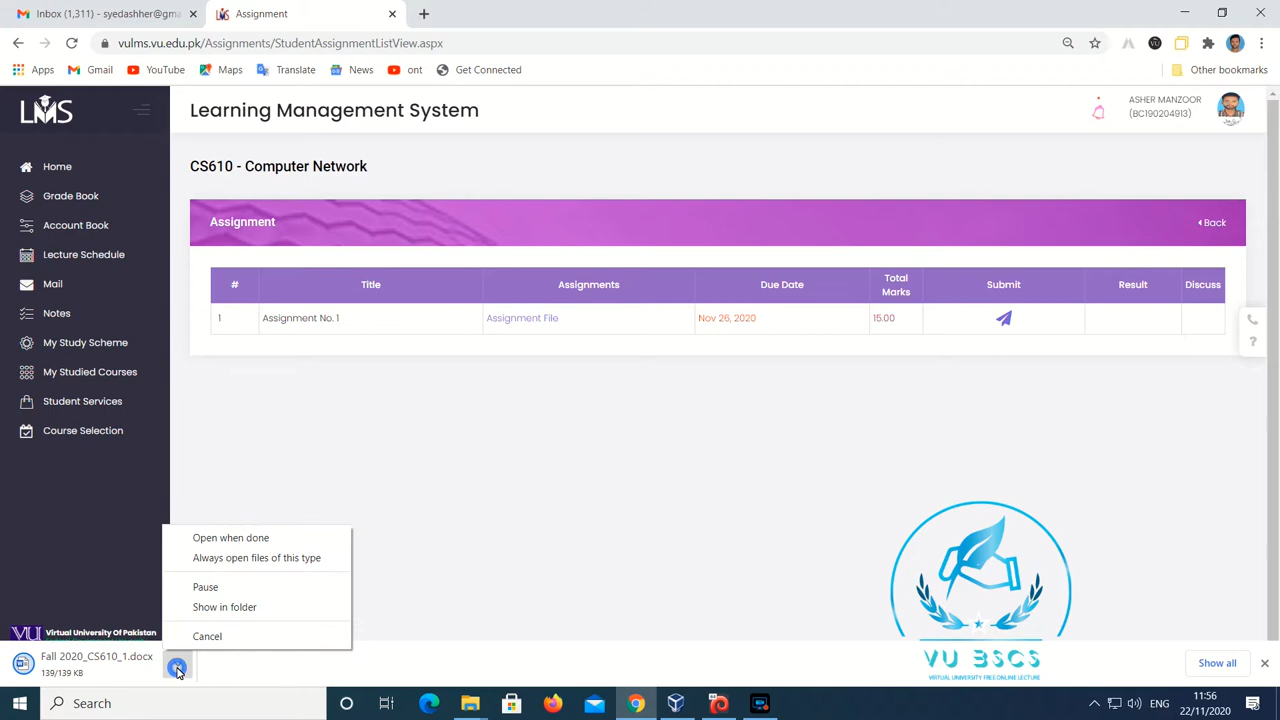 Inbox (1,311) - syedashher@gma
Assignment
vulms.vu.edu.pk/Assignments/StudentAssignmentListView.aspx
Apps
Gmail
YouTube
Maps
Translate
News
ont
Get Connected
Other bookmarks
LMS
Learning Management System
ASHER MANZOOR
(BC190204913)
Home
Grade Book
Account Book
Lecture Schedule
Mail
Notes
My Study Scheme
My Studied Courses
Student Services
Course Selection
CS610 - Computer Network
Assignment
Back
# Title Assignments Due Date Total Marks Submit Result Discuss
1 Assignment No. 1 Assignment File Nov 26, 2020 15.00
Open when done
Always open files of this type
Pause
Show in folder
Cancel
VU Virtual University Of Pakistan
VU BSCS
VIRTUAL UNIVERSITY FREE ONLINE LECTURE
Fall 2020_CS610_1.docx
139/139 KB
Show all
Search
ENG
11:56
22/11/2020